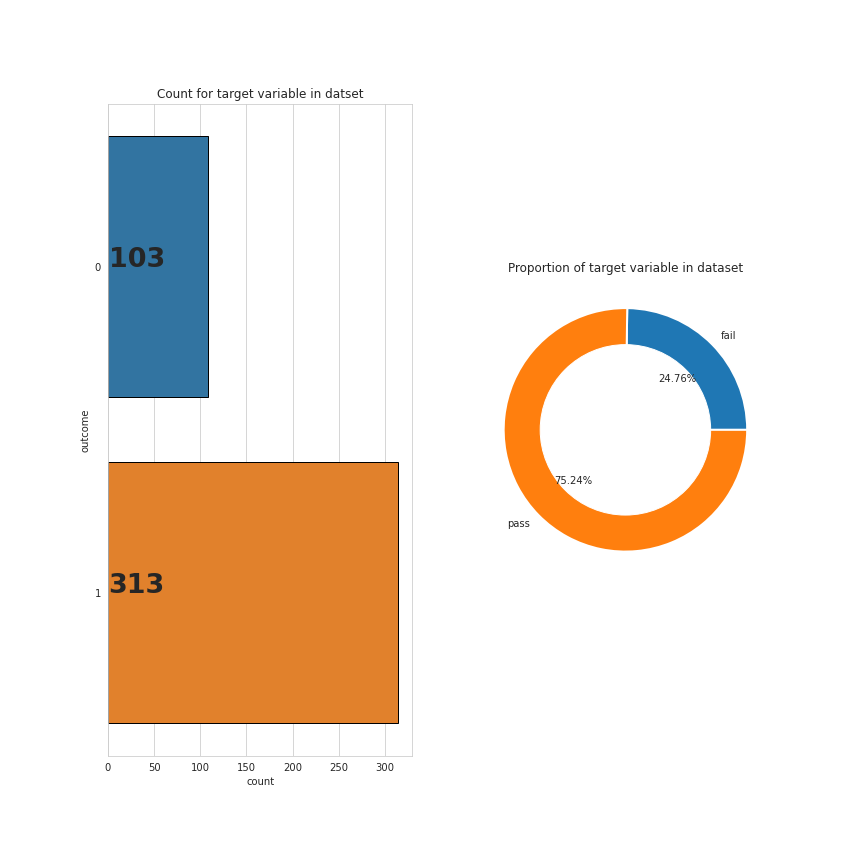 Count for target variable in datset
0
103
outcome
1
313
0 50 100 150 200 250 300
count
Proportion of target variable in dataset
fail
24.76%
75.24%
pass